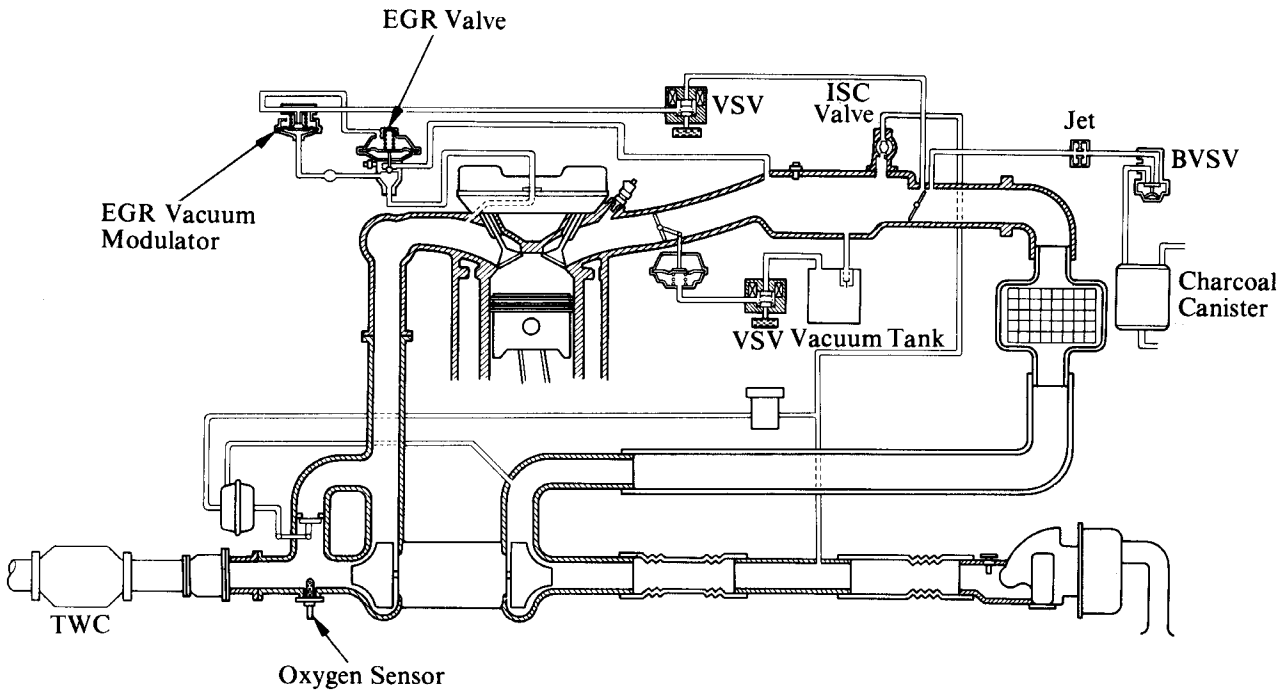 EGR Valve
VSV
ISC
Valve
Jet
BVSV
EGR Vacuum
Modulator
Charcoal
Canister
VSV
Vacuum Tank
TWC
Oxygen Sensor